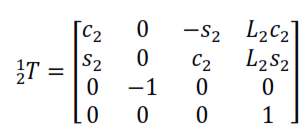 ¹₂T = [c₂ 0 −s₂ L₂c₂
s₂ 0 c₂ L₂s₂
0 −1 0 0
0 0 0 1]